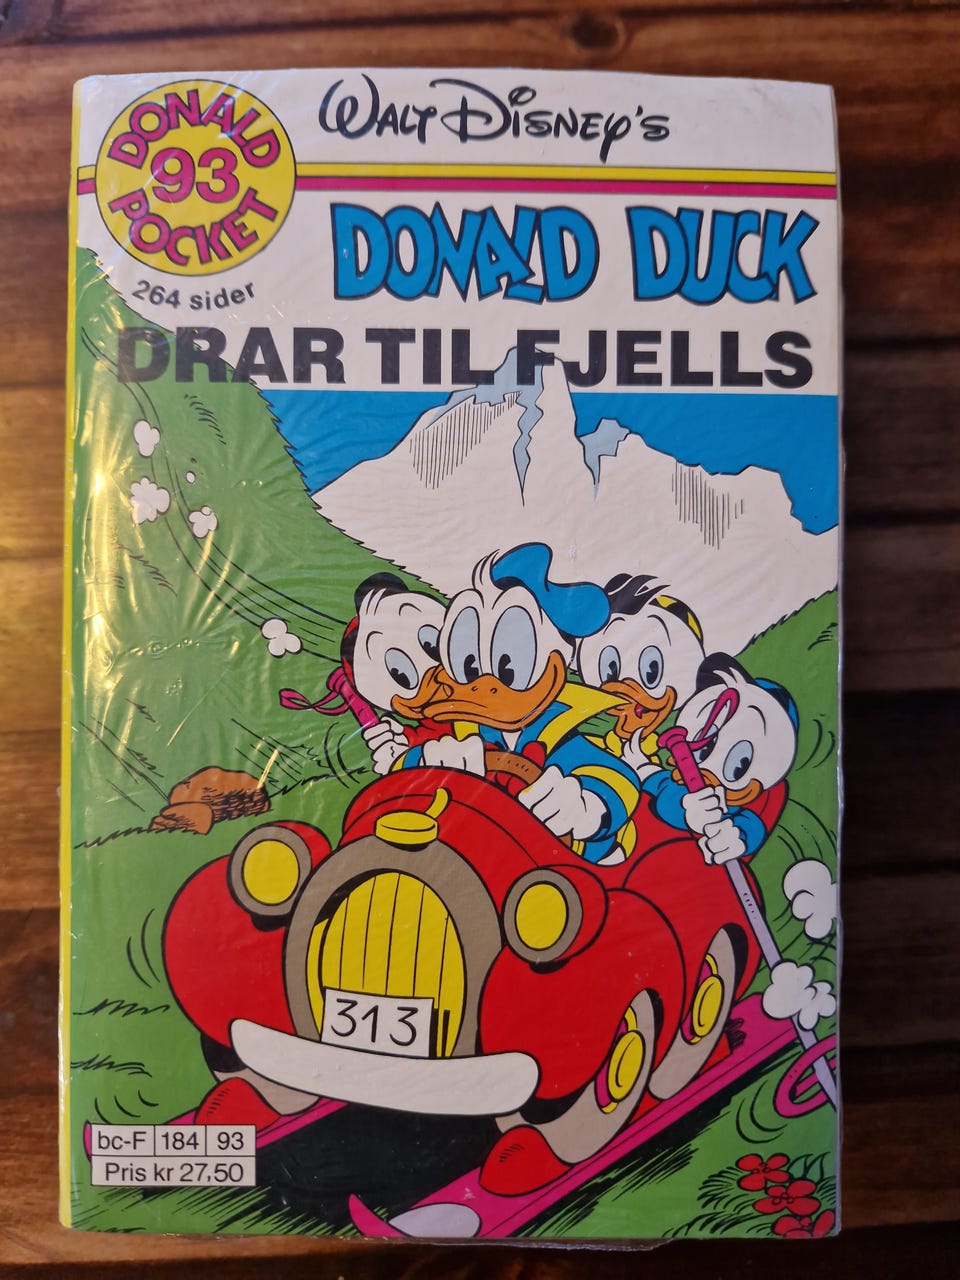 DONALD
93
POCKET
264 sider
WALT DISNEY'S
DONALD DUCK
DRAR TIL FJELLS
313
bc-F 184 93
Pris kr 27,50